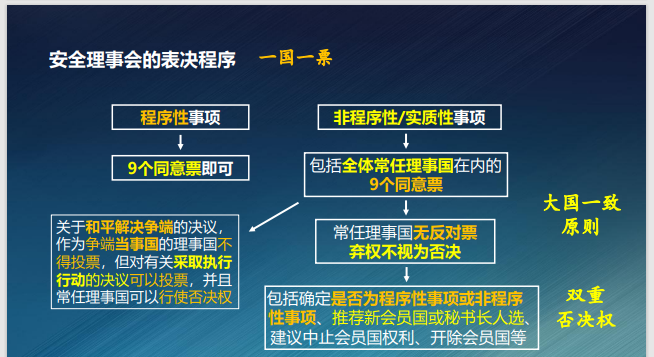 安全理事会的表决程序 一国一票
程序性事项
非程序性/实质性事项
9个同意票即可
包括全体常任理事国在内的
9个同意票
大国一致
原则
关于和平解决争端的决议，
作为争端当事国的理事国不
得投票，但对有关采取执行
行动的决议可以投票，并且
常任理事国可以行使否决权
常任理事国无反对票
弃权不视为否决
包括确定是否为程序性事项或非程序
性事项、推荐新会员国或秘书长人选、
建议中止会员国权利、开除会员国等
双重
否决权